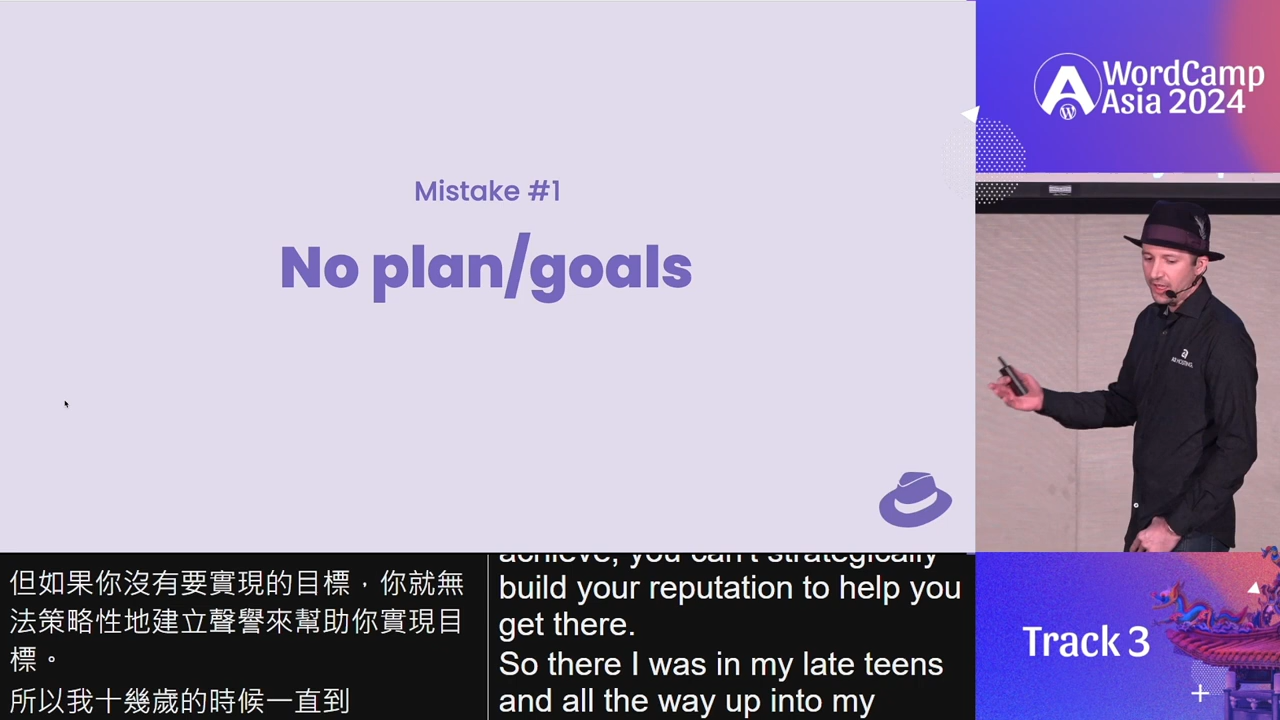 Mistake #1
No plan/goals
WordCamp
Asia 2024
但如果你沒有要實現的目標，你就無
法策略性地建立聲譽來幫助你實現目
標。
所以我十幾歲的時候一直到
achieve, you can't strategically
build your reputation to help you
get there.
So there I was in my late teens
and all the way up into my
Track 3